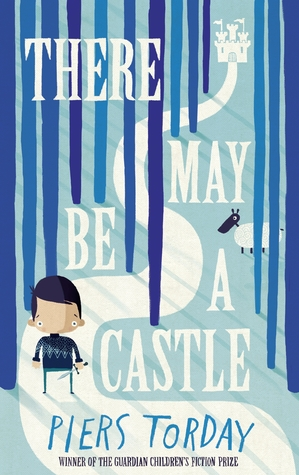 THERE
MAY
BE
A
CASTLE
PIERS TORDAY
WINNER OF THE GUARDIAN CHILDREN'S FICTION PRIZE